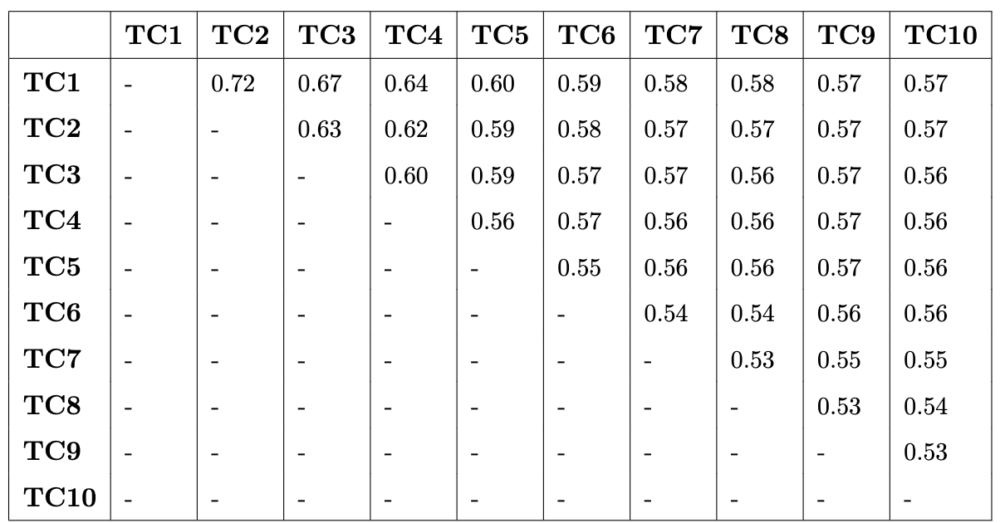 TC1 TC2 TC3 TC4 TC5 TC6 TC7 TC8 TC9 TC10
TC1 - 0.72 0.67 0.64 0.60 0.59 0.58 0.58 0.57 0.57
TC2 - - 0.63 0.62 0.59 0.58 0.57 0.57 0.57 0.57
TC3 - - - 0.60 0.59 0.57 0.57 0.56 0.57 0.56
TC4 - - - - 0.56 0.57 0.56 0.56 0.57 0.56
TC5 - - - - - 0.55 0.56 0.56 0.57 0.56
TC6 - - - - - - 0.54 0.54 0.56 0.56
TC7 - - - - - - - 0.53 0.55 0.55
TC8 - - - - - - - - 0.53 0.54
TC9 - - - - - - - - - 0.53
TC10 - - - - - - - - - -